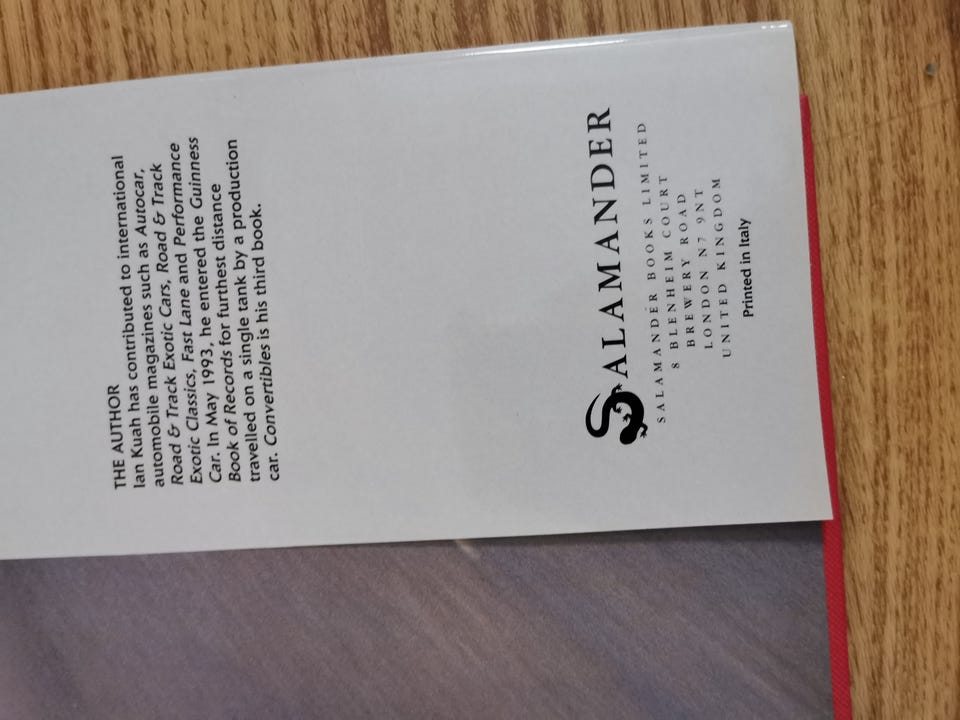 THE AUTHOR
Ian Kuah has contributed to international
automobile magazines such as Autocar,
Road & Track Exotic Cars, Road & Track
Exotic Classics, Fast Lane and Performance
Car. In May 1993, he entered the Guinness
Book of Records for furthest distance
travelled on a single tank by a production
car. Convertibles is his third book.
SALAMANDER
SALAMANDER BOOKS LIMITED
8 BLENHEIM COURT
BREWERY ROAD
LONDON N7 9NT
UNITED KINGDOM
Printed in Italy